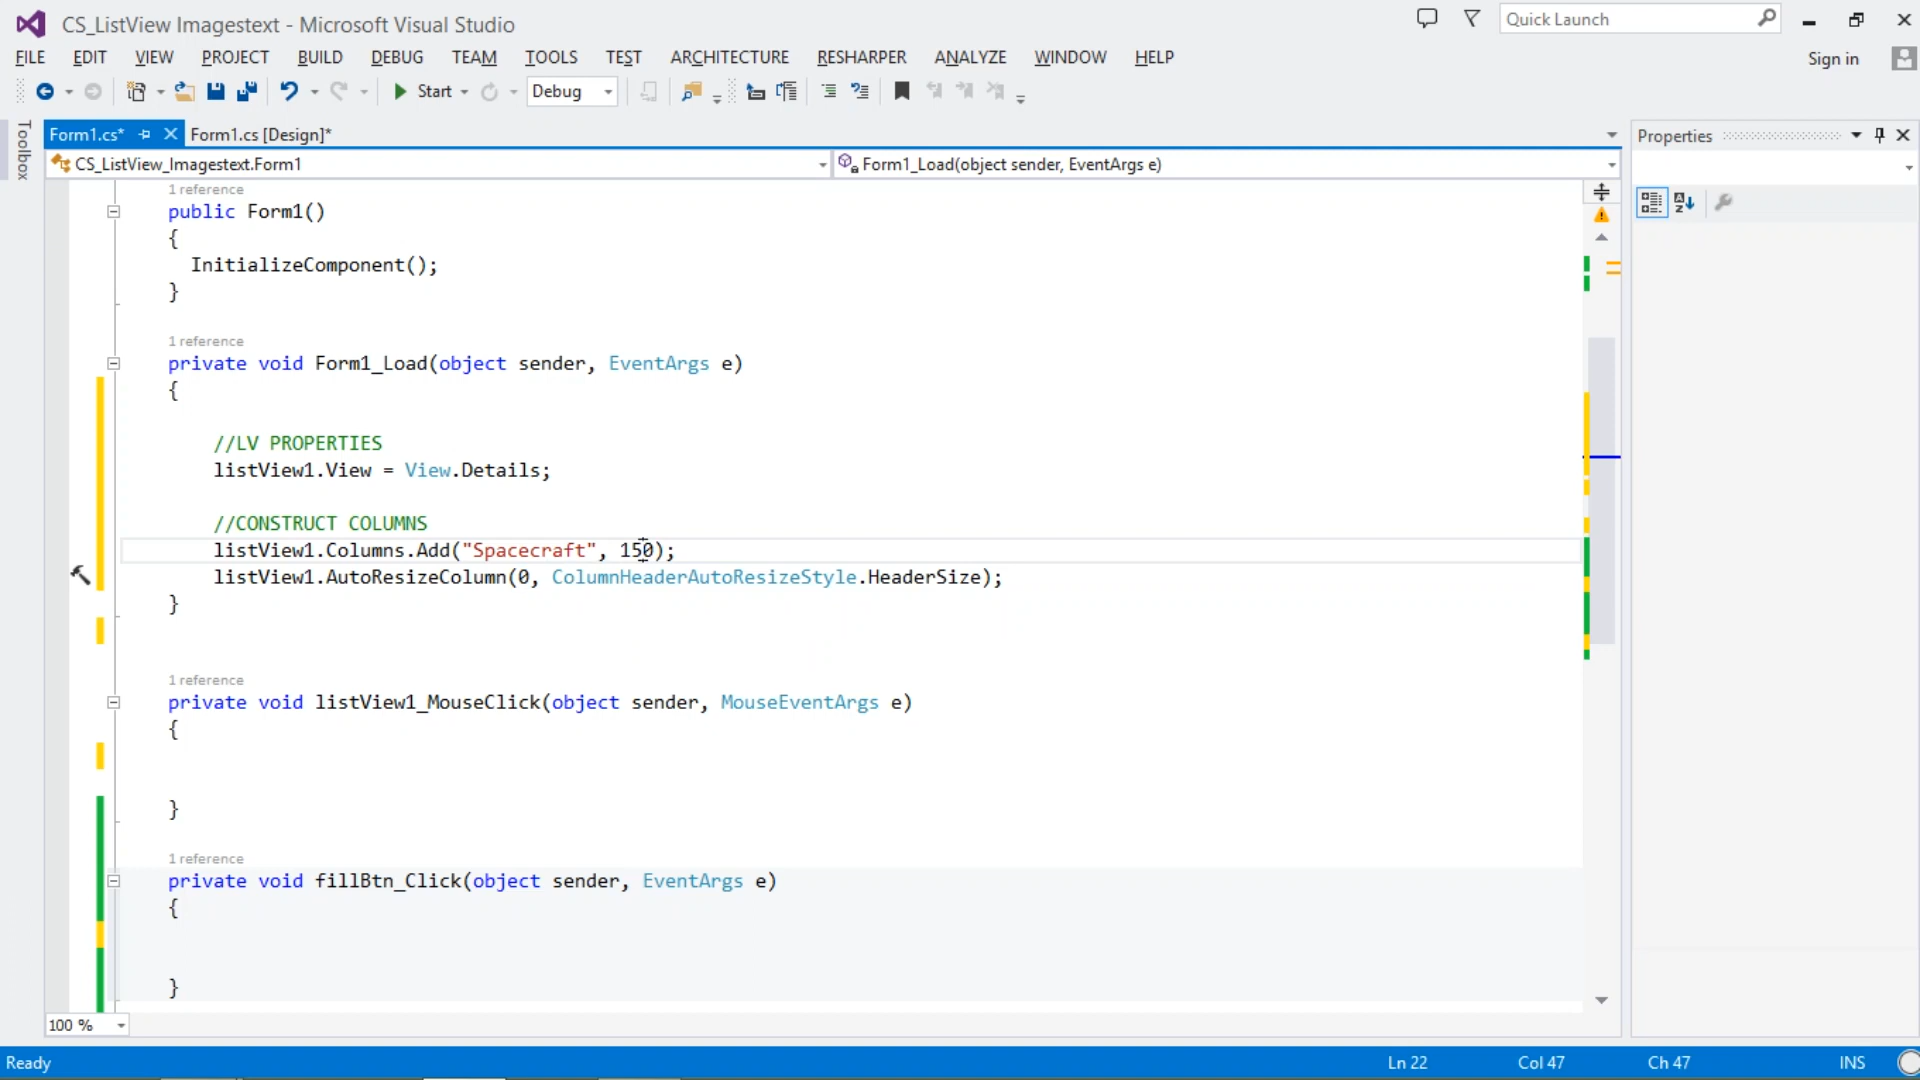 CS_ListView Imagestext - Microsoft Visual Studio
Quick Launch
FILE EDIT VIEW PROJECT BUILD DEBUG TEAM TOOLS TEST ARCHITECTURE RESHARPER ANALYZE WINDOW HELP
Sign in
Start Debug
Toolbox
Form1.cs* Form1.cs [Design]*
Properties
CS_ListView_Imagestext.Form1 Form1_Load(object sender, EventArgs e)
1 reference
public Form1()
{
InitializeComponent();
}
1 reference
private void Form1_Load(object sender, EventArgs e)
{
//LV PROPERTIES
listView1.View = View.Details;
//CONSTRUCT COLUMNS
listView1.Columns.Add("Spacecraft", 150);
listView1.AutoResizeColumn(0, ColumnHeaderAutoResizeStyle.HeaderSize);
}
1 reference
private void listView1_MouseClick(object sender, MouseEventArgs e)
{
}
1 reference
private void fillBtn_Click(object sender, EventArgs e)
{
}
100 %
Ready Ln 22 Col 47 Ch 47 INS